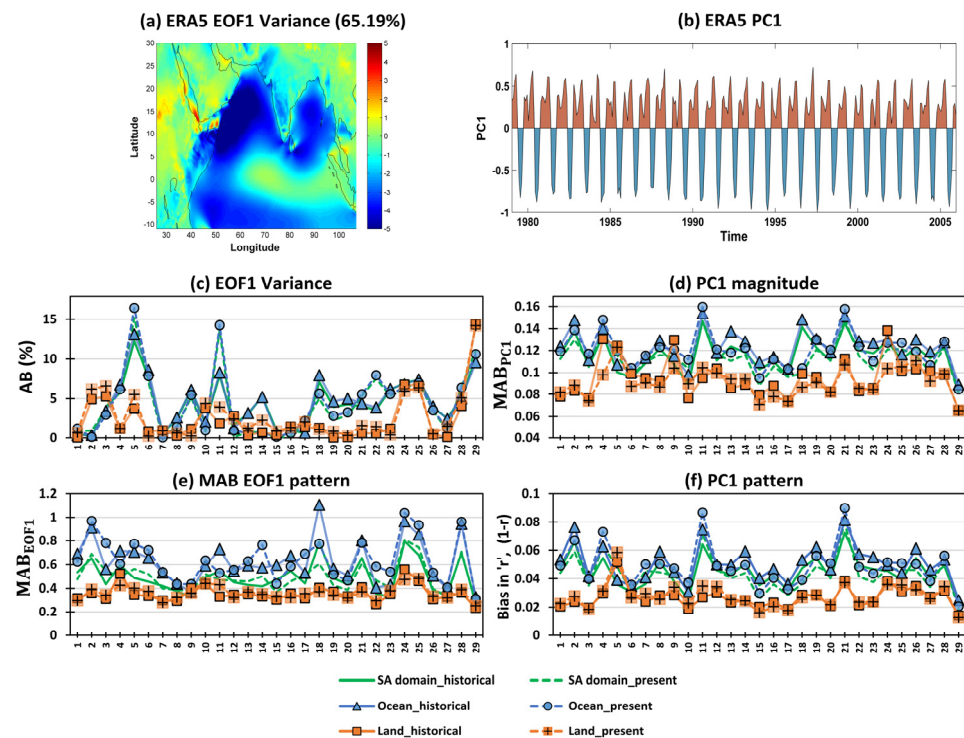 (a) ERA5 EOF1 Variance (65.19%)
(b) ERA5 PC1
Latitude
30
25
20
15
10
5
0
-5
-10
30 40 50 60 70 80 90 100
Longitude
5
4
3
2
1
0
-1
-2
-3
-4
-5
PC1
1
0.5
0
-0.5
-1
1980 1985 1990 1995 2000 2005
Time
(c) EOF1 Variance
AB (%)
15
10
5
0
1 2 3 4 5 6 7 8 9 10 11 12 13 14 15 16 17 18 19 20 21 22 23 24 25 26 27 28 29
(d) PC1 magnitude
MAB_PC1
0.16
0.14
0.12
0.10
0.08
0.06
0.04
1 2 3 4 5 6 7 8 9 10 11 12 13 14 15 16 17 18 19 20 21 22 23 24 25 26 27 28 29
(e) MAB EOF1 pattern
MAB_EOF1
1.2
1
0.8
0.6
0.4
0.2
0
1 2 3 4 5 6 7 8 9 10 11 12 13 14 15 16 17 18 19 20 21 22 23 24 25 26 27 28 29
(f) PC1 pattern
Bias in 'r', (1-r)
0.1
0.08
0.06
0.04
0.02
0
1 2 3 4 5 6 7 8 9 10 11 12 13 14 15 16 17 18 19 20 21 22 23 24 25 26 27 28 29
SA domain_historical
SA domain_present
Ocean_historical
Ocean_present
Land_historical
Land_present